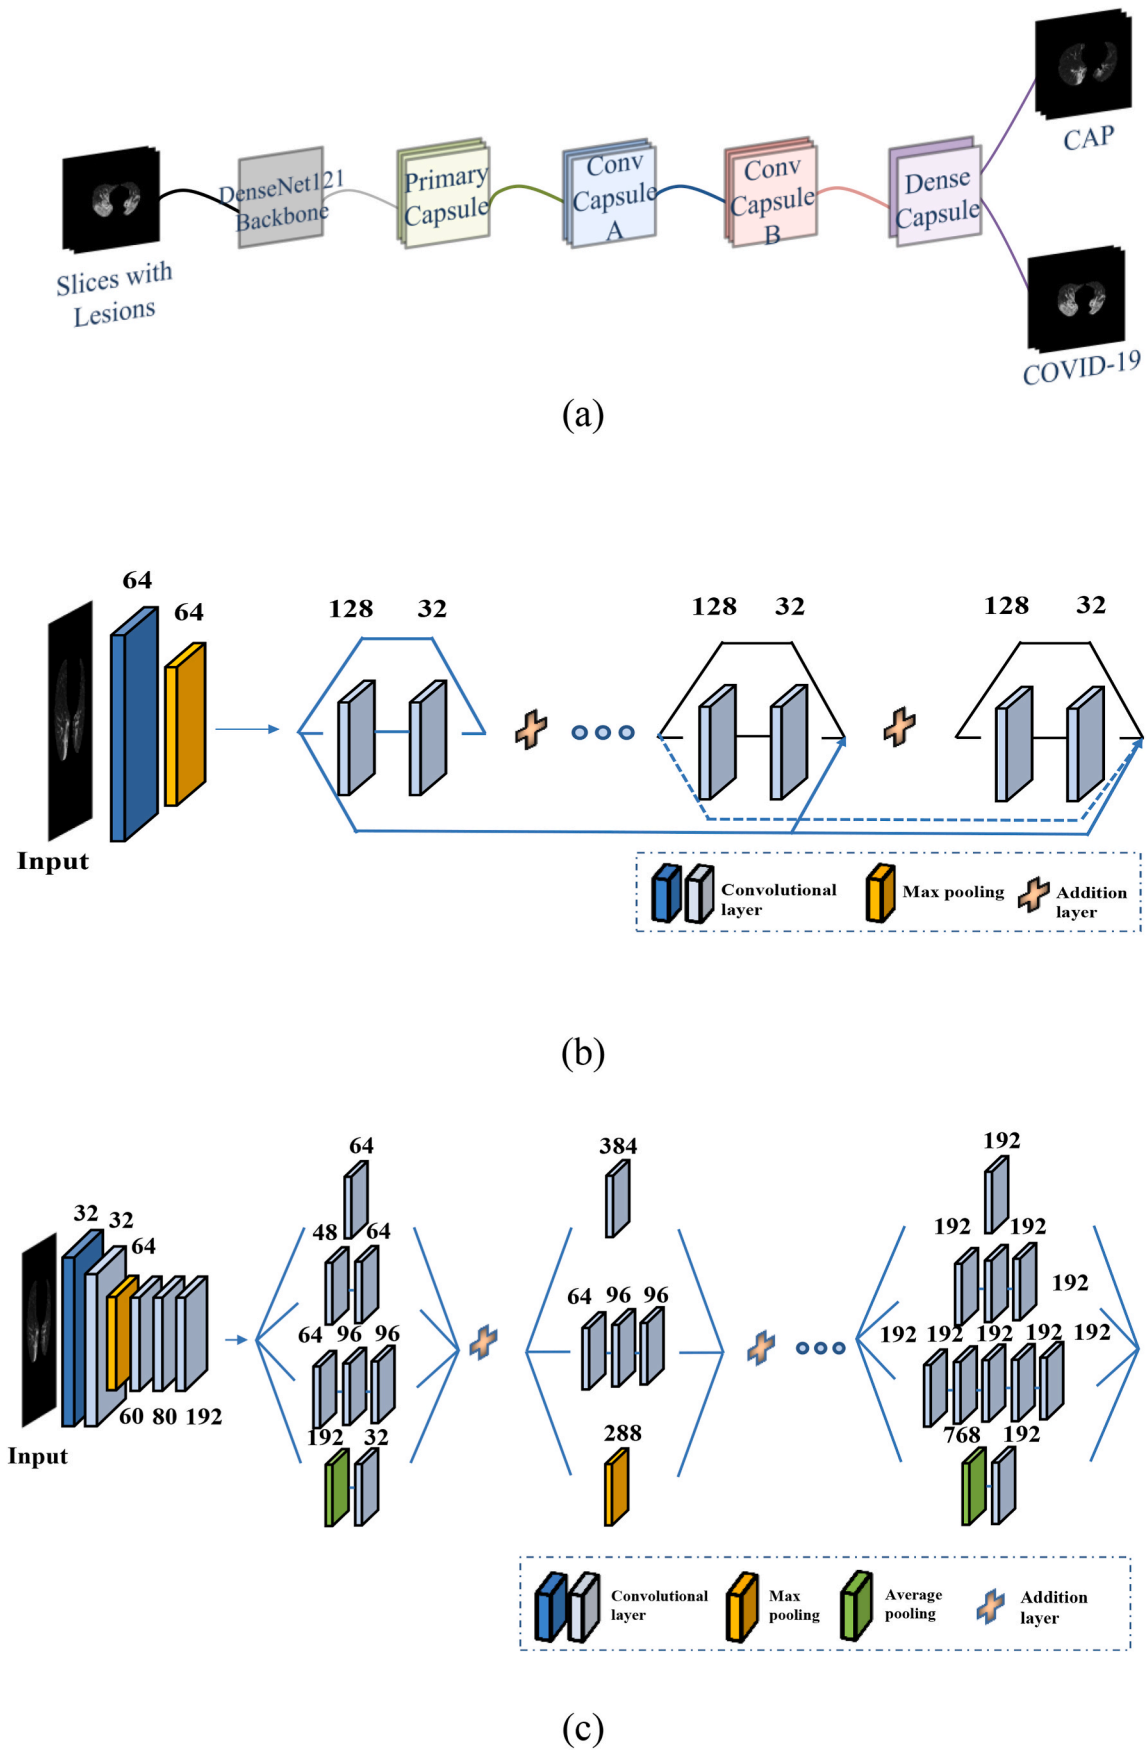 Slices with
Lesions
DenseNet121
Backbone
Primary
Capsule
Conv
Capsule
A
Conv
Capsule
B
Dense
Capsule
CAP
COVID-19
(a)
64
64
128 32
128 32
128 32
Input
Convolutional
layer
Max pooling
Addition
layer
(b)
32 32 64
60 80 192
Input
64
48 64
64 96 96
192 32
384
64 96 96
288
192
192 192
192
192 192 192 192 192
768 192
Convolutional
layer
Max
pooling
Average
pooling
Addition
layer
(c)